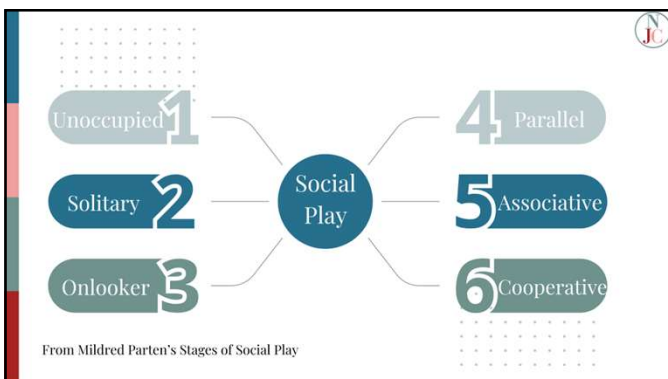 NJC
Unoccupied 1
Solitary 2
Onlooker 3
Social
Play
4 Parallel
5 Associative
6 Cooperative
From Mildred Parten's Stages of Social Play